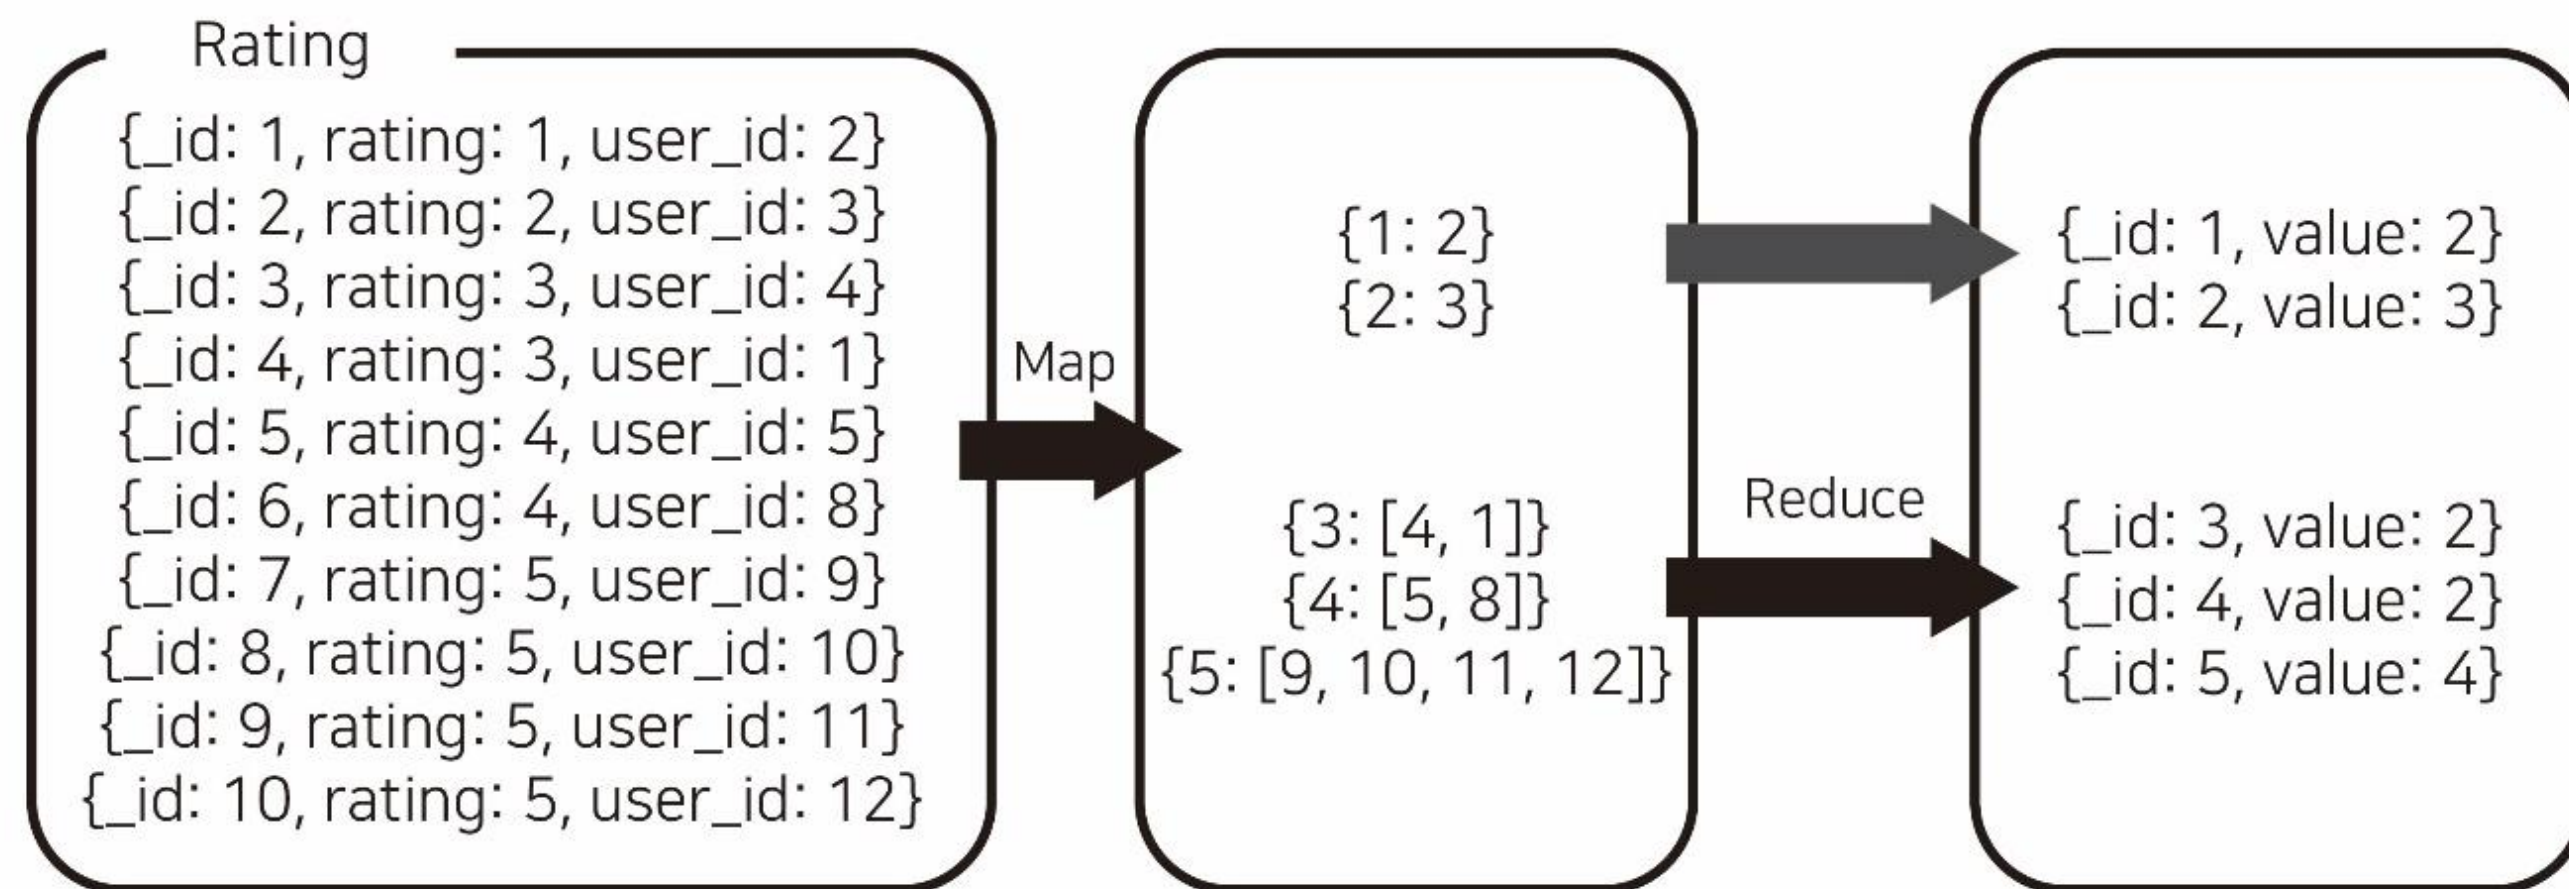 Rating
{_id: 1, rating: 1, user_id: 2}
{_id: 2, rating: 2, user_id: 3}
{_id: 3, rating: 3, user_id: 4}
{_id: 4, rating: 3, user_id: 1}
{_id: 5, rating: 4, user_id: 5}
{_id: 6, rating: 4, user_id: 8}
{_id: 7, rating: 5, user_id: 9}
{_id: 8, rating: 5, user_id: 10}
{_id: 9, rating: 5, user_id: 11}
{_id: 10, rating: 5, user_id: 12}
Map
{1: 2}
{2: 3}
{3: [4, 1]}
{4: [5, 8]}
{5: [9, 10, 11, 12]}
Reduce
{_id: 1, value: 2}
{_id: 2, value: 3}
{_id: 3, value: 2}
{_id: 4, value: 2}
{_id: 5, value: 4}